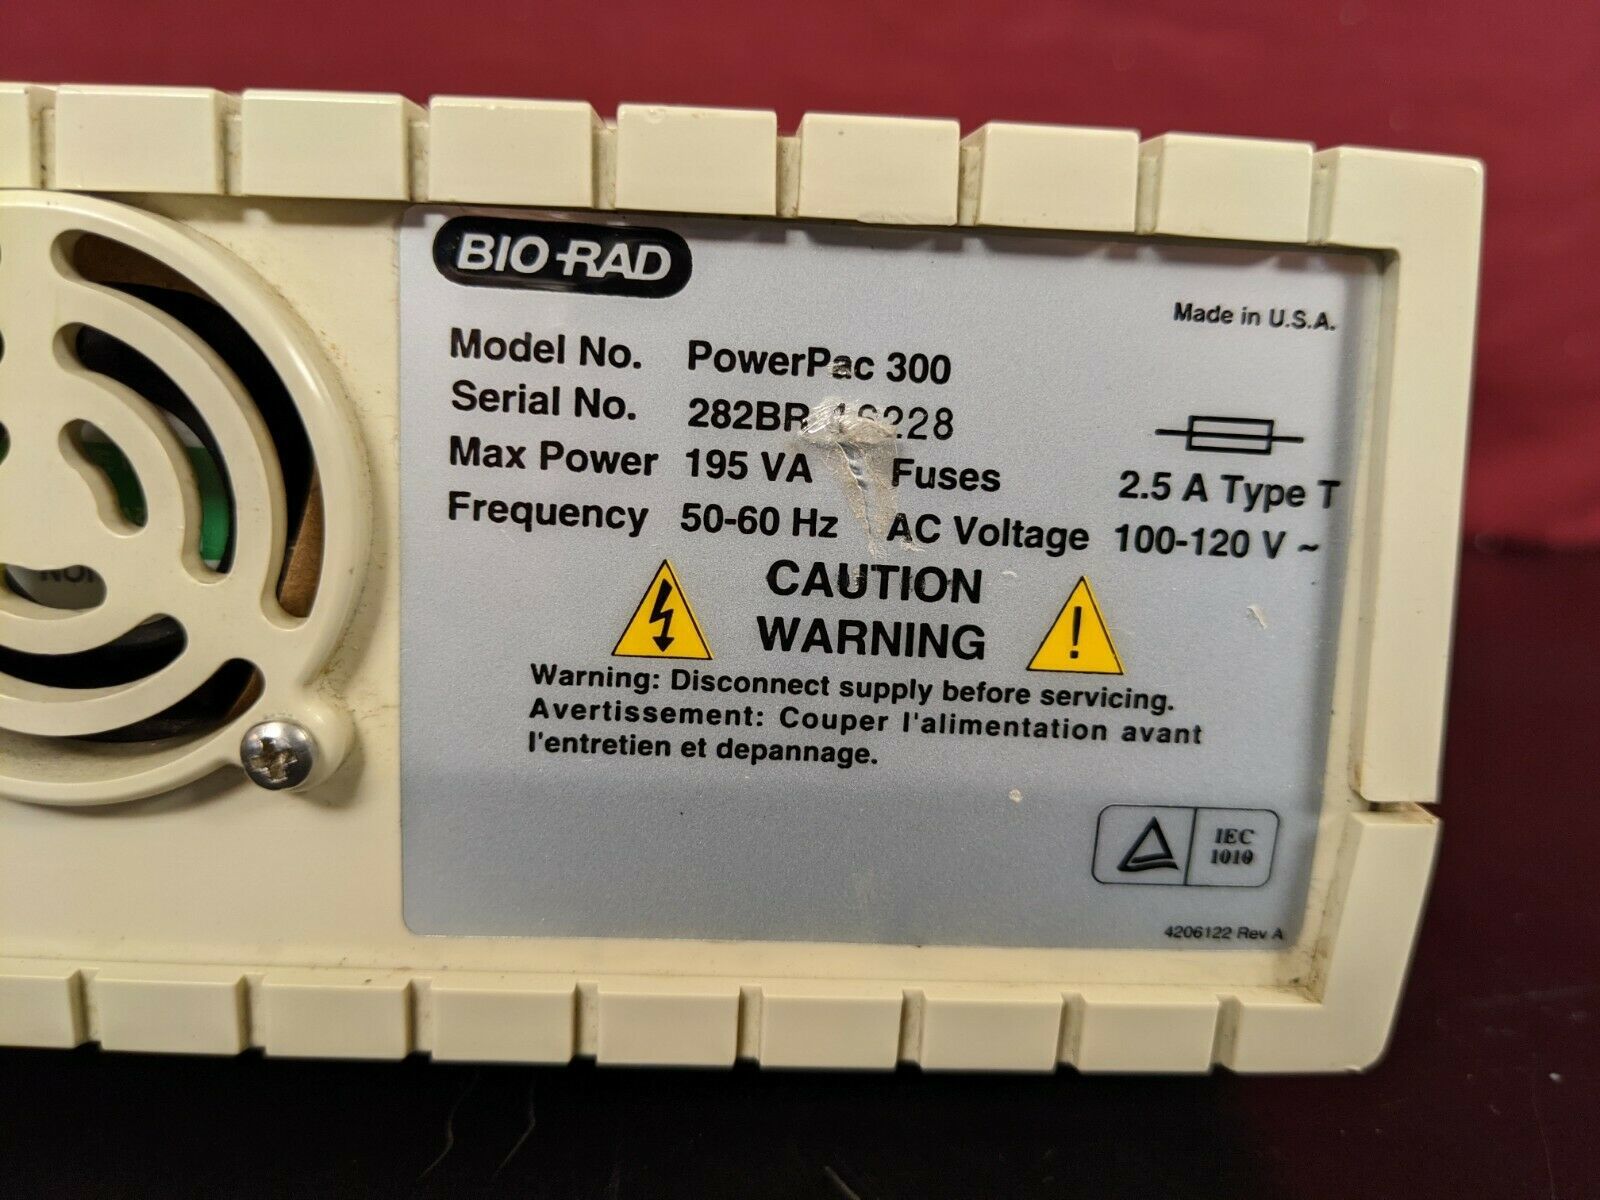 BIO-RAD
Made in U.S.A.
Model No. PowerPac 300
Serial No. 282BR
Max Power 195 VA Fuses 2.5 A Type T
Frequency 50-60 Hz AC Voltage 100-120 V ~
CAUTION
WARNING
Warning: Disconnect supply before servicing.
Avertissement: Couper l'alimentation avant
l'entretien et depannage.
IEC
1010
4206122 Rev A